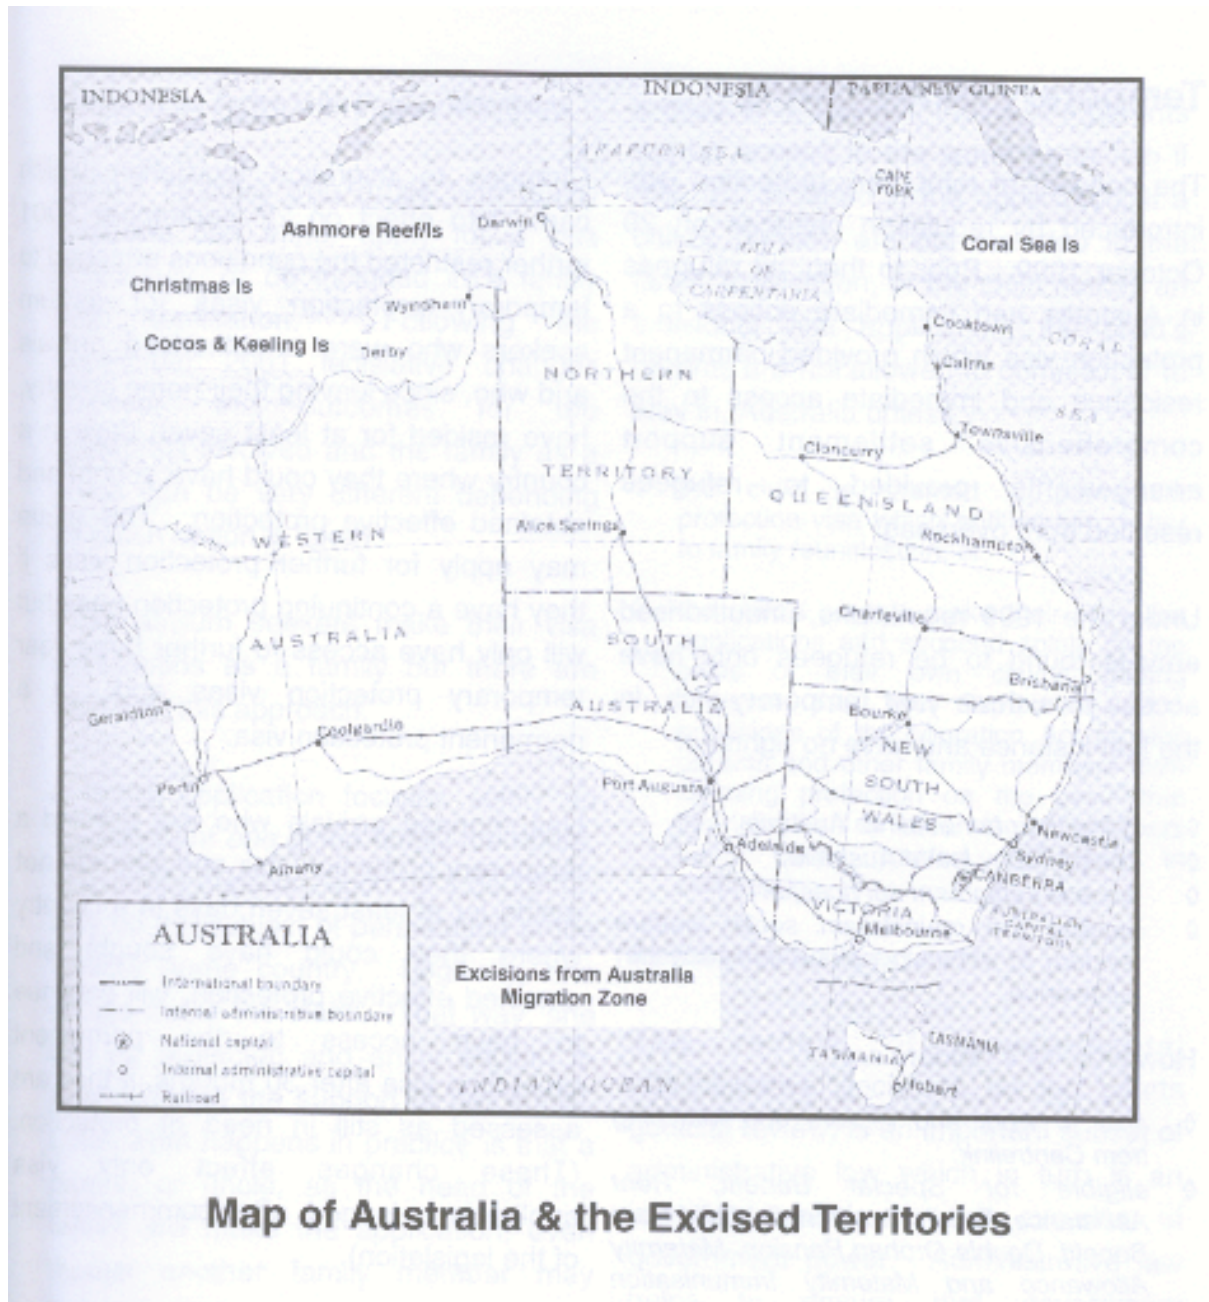 INDONESIA
INDONESIA
PAPUA NEW GUINEA
ARAFURA SEA
CAPE
YORK
Ashmore Reef/Is
Darwin
Coral Sea Is
GULF
OF
CARPENTARIA
Christmas Is
Wyndham
Cooktown
CORAL
Cocos & Keeling Is
Derby
Cairns
NORTHERN
SEA
Townsville
Cloncurry
TERRITORY
QUEENSLAND
Alice Springs
WESTERN
Rockhampton
Charleville
AUSTRALIA
SOUTH
Brisbane
Geraldton
AUSTRALIA
Bourke
Coolgardie
NEW
Perth
Port Augusta
SOUTH
WALES
Newcastle
Adelaide
Sydney
Albany
CANBERRA
VICTORIA
AUSTRALIAN
CAPITAL
TERRITORY
Melbourne
AUSTRALIA
Excisions from Australia
Migration Zone
International boundary
Internal administrative boundary
National capital
Internal administrative capital
Railroad
TASMANIA
TASMANIA
Hobart
INDIAN OCEAN
Map of Australia & the Excised Territories